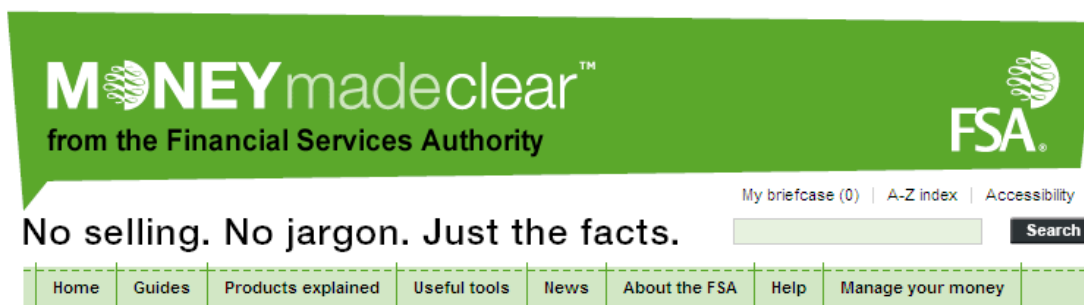 MONEYmadeclear™
from the Financial Services Authority
FSA®
My briefcase (0) | A-Z index | Accessibility
No selling. No jargon. Just the facts.
Search
Home | Guides | Products explained | Useful tools | News | About the FSA | Help | Manage your money